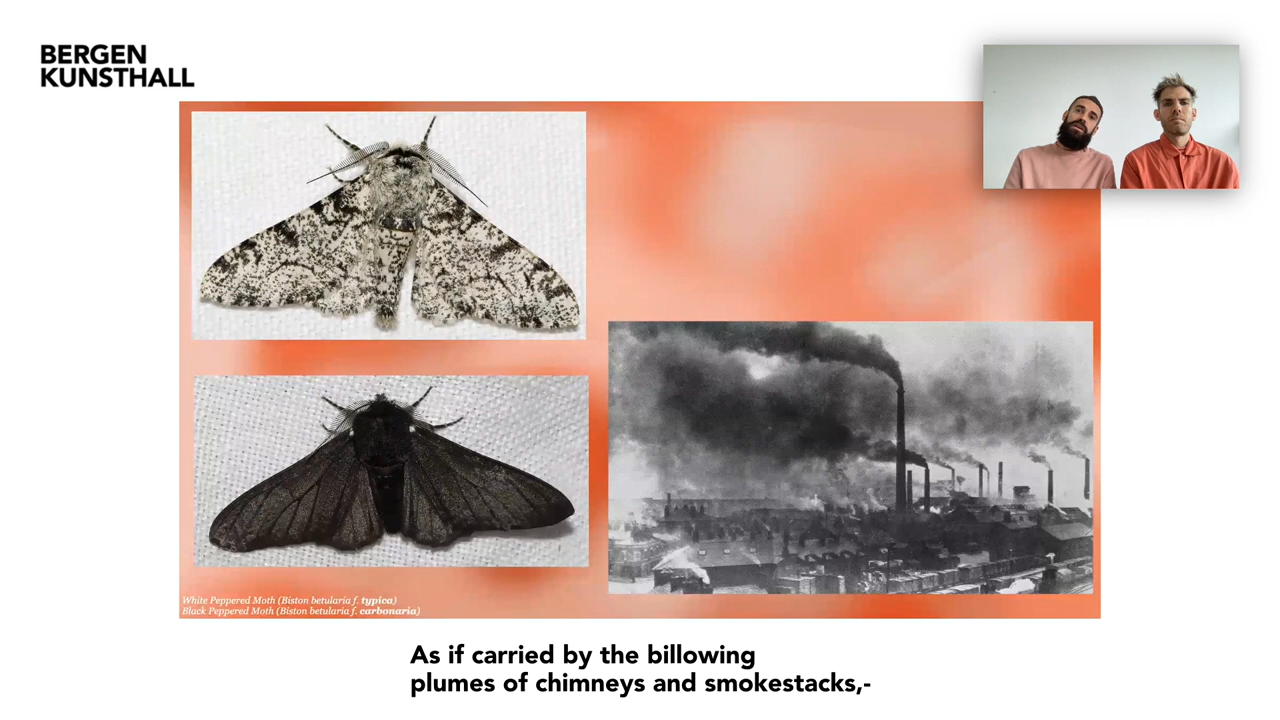 BERGEN
KUNSTHALL
White Peppered Moth (Biston betularia f. typica)
Black Peppered Moth (Biston betularia f. carbonaria)
As if carried by the billowing
plumes of chimneys and smokestacks,-